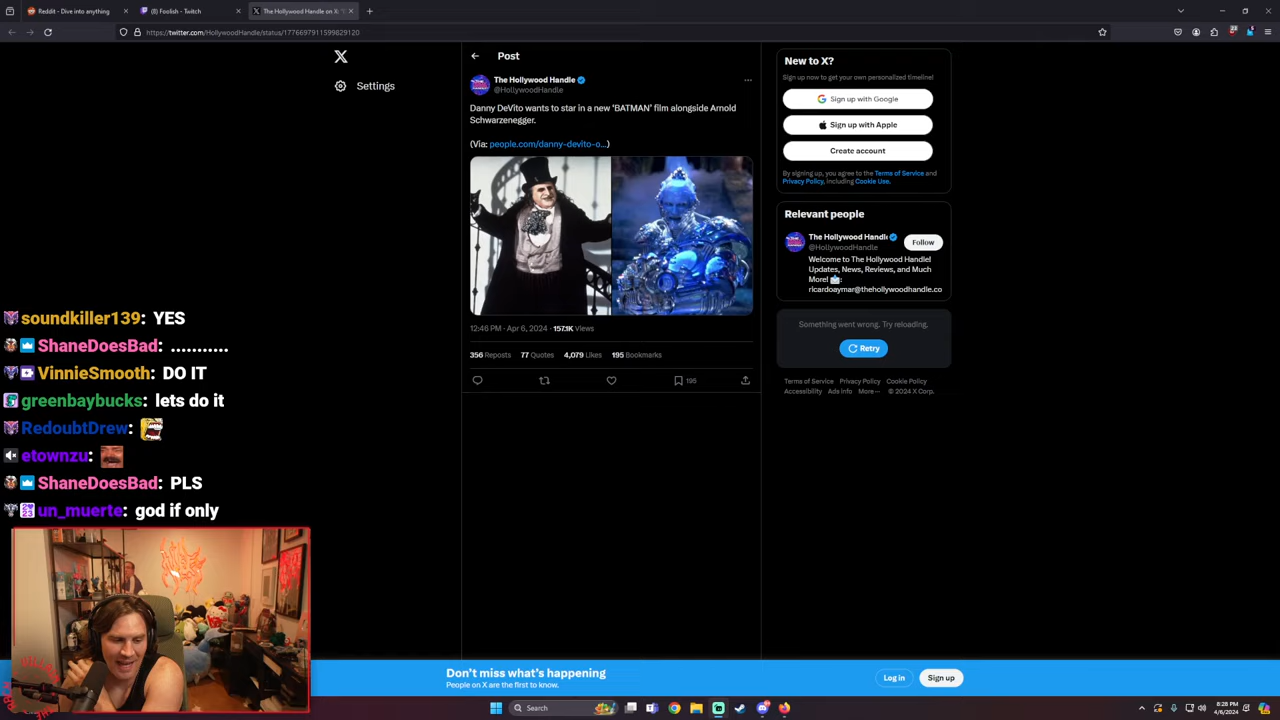 Reddit - Dive into anything
(8) Foolish - Twitch
The Hollywood Handle on X: "D
https://twitter.com/HollywoodHandle/status/1776697911599829120
Settings
Post
The Hollywood Handle
@HollywoodHandle
Danny DeVito wants to star in a new 'BATMAN' film alongside Arnold
Schwarzenegger.
(Via: people.com/danny-devito-o…)
12:46 PM · Apr 6, 2024 · 157.1K Views
356 Reposts 77 Quotes 4,079 Likes 195 Bookmarks
195
New to X?
Sign up now to get your own personalized timeline!
Sign up with Google
Sign up with Apple
Create account
By signing up, you agree to the Terms of Service and
Privacy Policy, including Cookie Use.
Relevant people
The Hollywood Handle
@HollywoodHandle
Follow
Welcome to The Hollywood Handle!
Updates, News, Reviews, and Much
More! :
ricardoaymar@thehollywoodhandle.co
Something went wrong. Try reloading.
Retry
Terms of Service Privacy Policy Cookie Policy
Accessibility Ads info More··· © 2024 X Corp.
soundkiller139: YES
ShaneDoesBad: ...........
VinnieSmooth: DO IT
greenbaybucks: lets do it
RedoubtDrew:
etownzu:
ShaneDoesBad: PLS
un_muerte: god if only
Don't miss what's happening
People on X are the first to know.
Log in
Sign up
Search
8:28 PM
4/6/2024